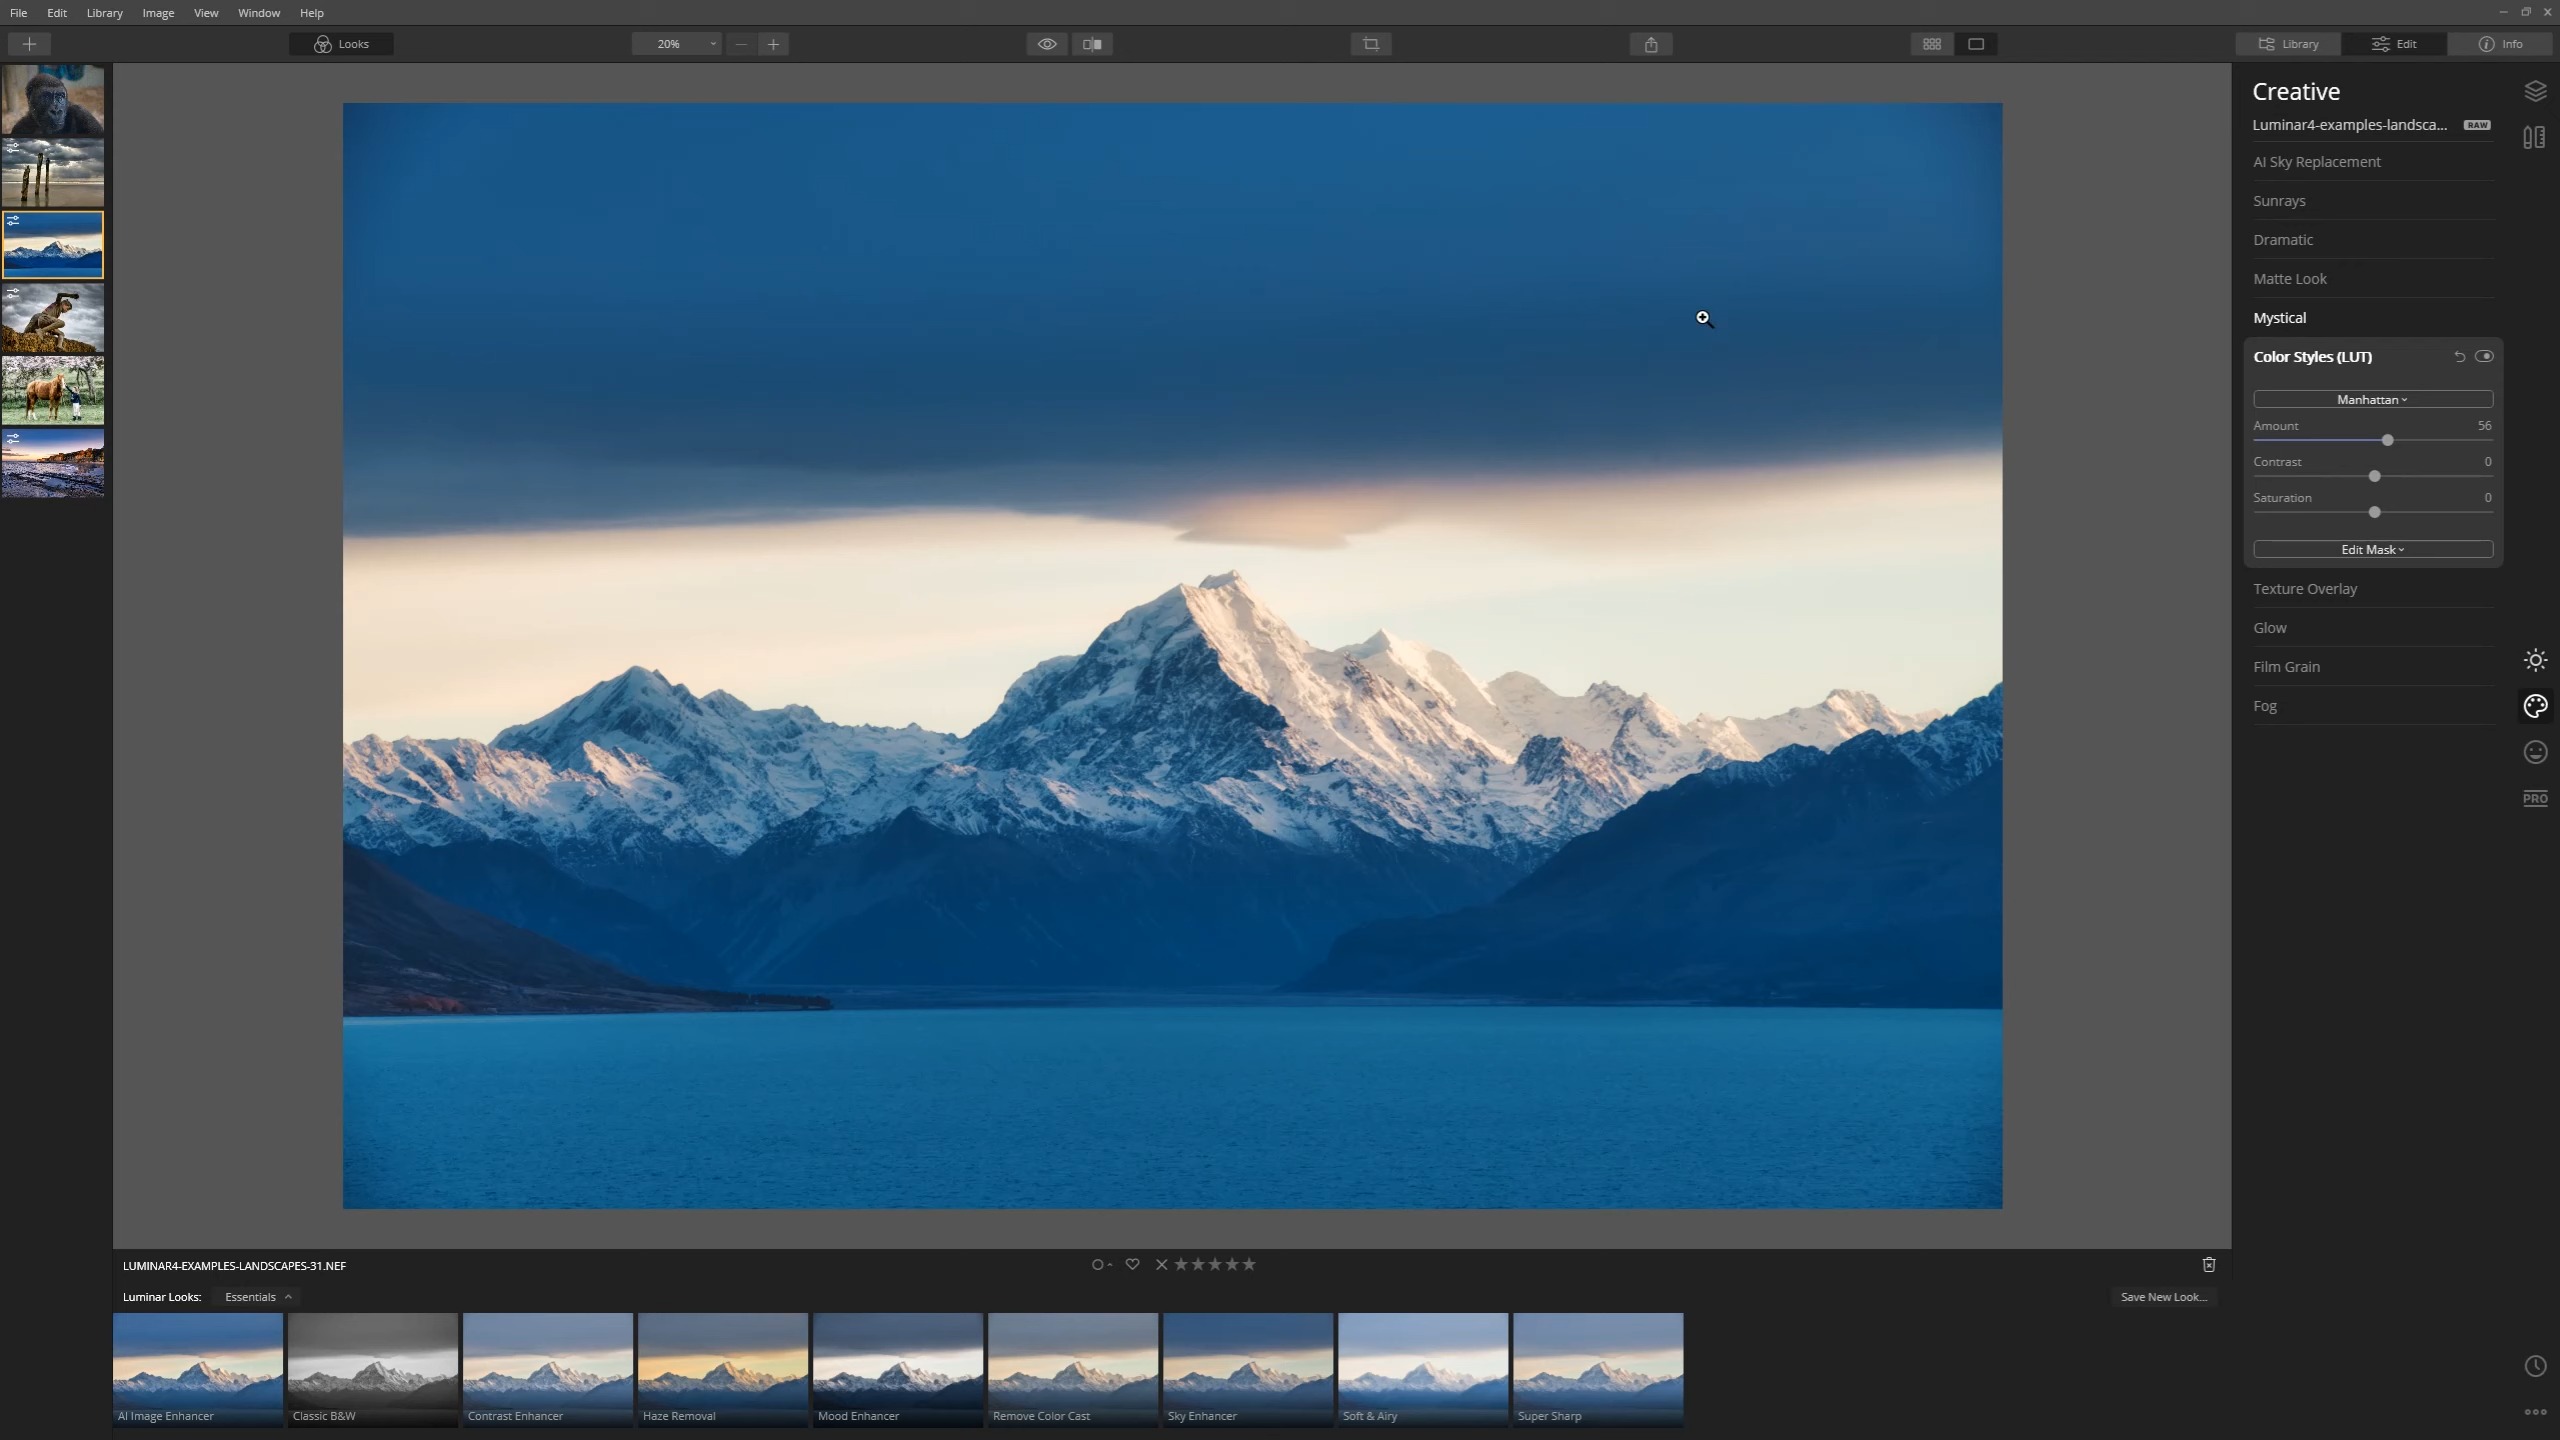 File Edit Library Image View Window Help
Looks 20% Library Edit Info
Creative
Luminar4-examples-landsca... RAW
AI Sky Replacement
Sunrays
Dramatic
Matte Look
Mystical
Color Styles (LUT)
Manhattan
Amount 56
Contrast 0
Saturation 0
Edit Mask
Texture Overlay
Glow
Film Grain
Fog
PRO
LUMINAR4-EXAMPLES-LANDSCAPES-31.NEF
Luminar Looks: Essentials Save New Look...
AI Image Enhancer Classic B&W Contrast Enhancer Haze Removal Mood Enhancer Remove Color Cast Sky Enhancer Soft & Airy Super Sharp